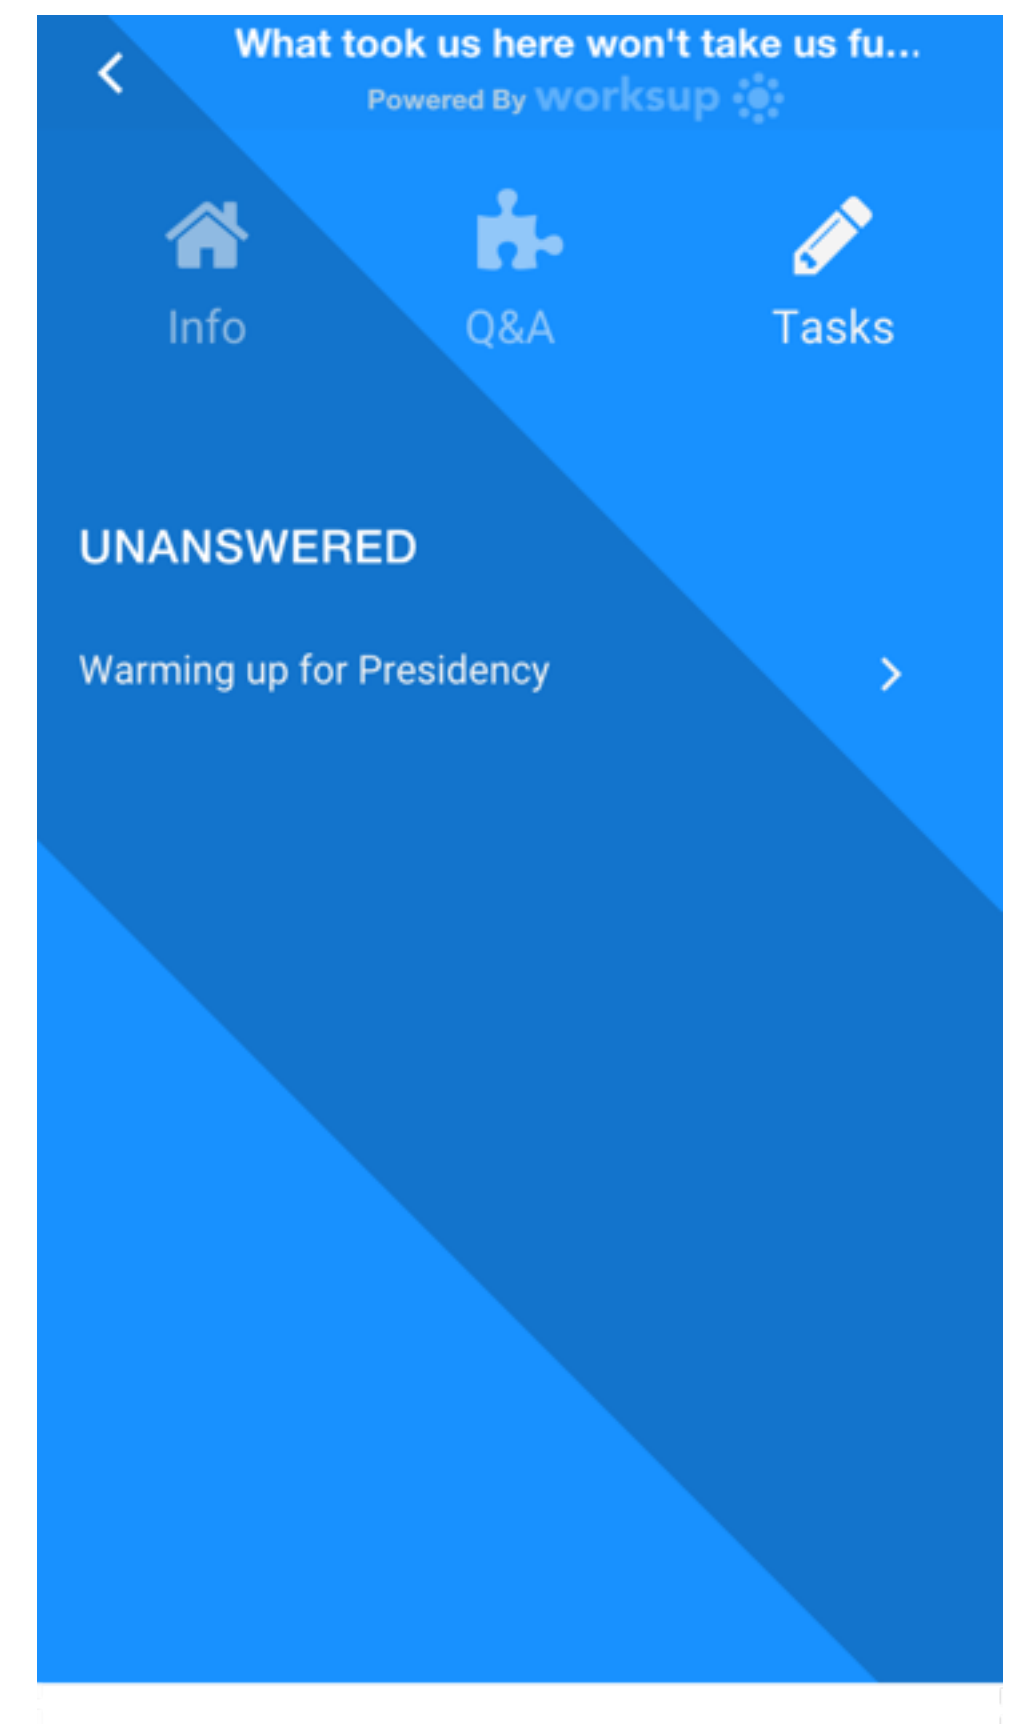 What took us here won't take us fu...
Powered By worksup
Info
Q&A
Tasks
UNANSWERED
Warming up for Presidency